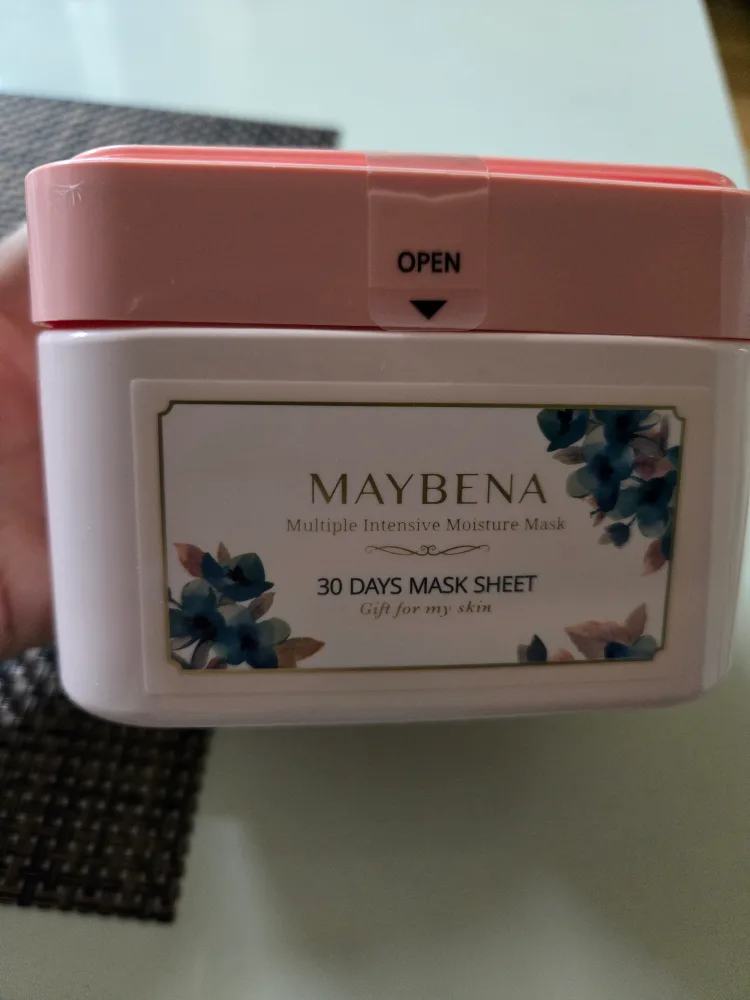 OPEN
MAYBENA
Multiple Intensive Moisture Mask
30 DAYS MASK SHEET
Gift for my skin